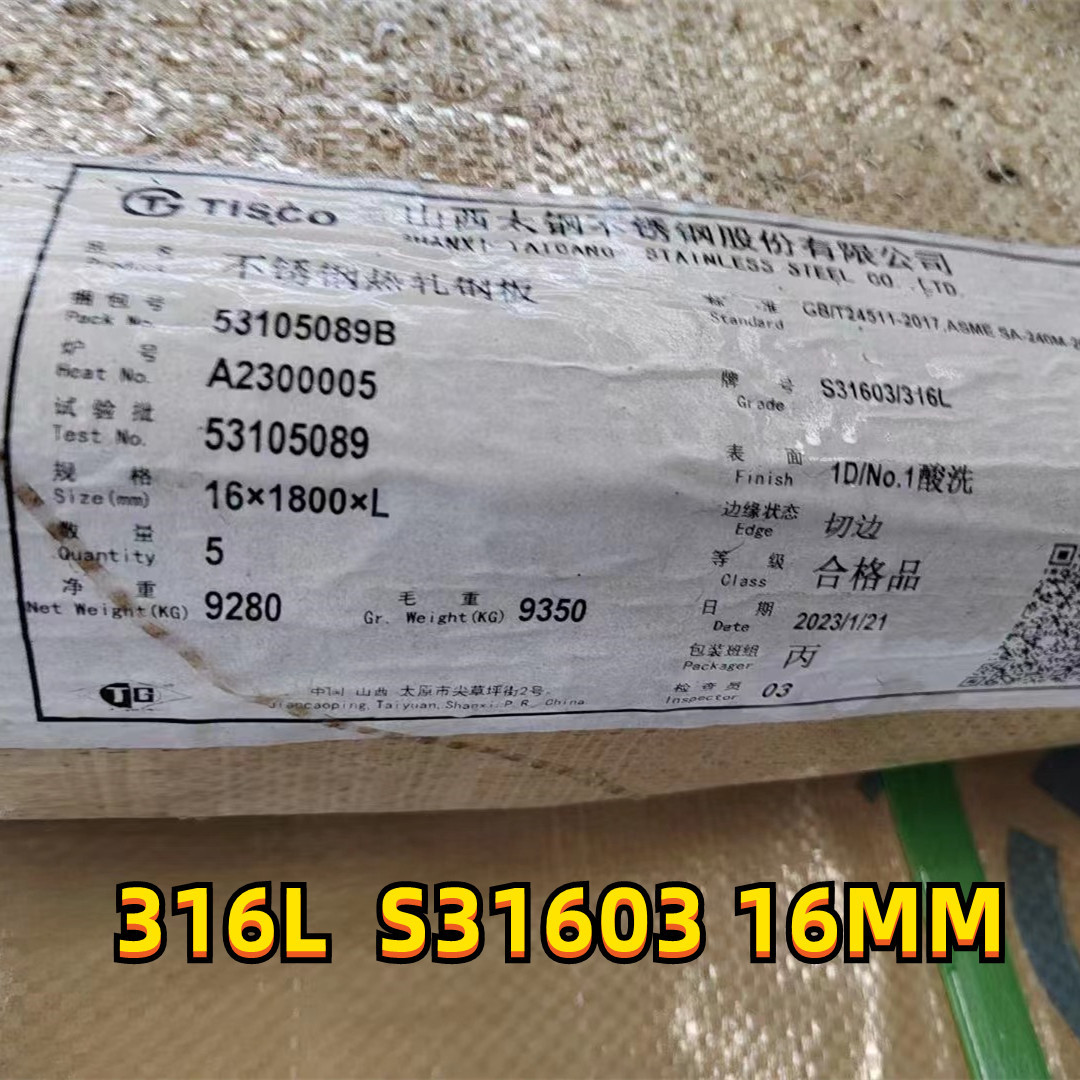 TISCO 山西太钢不锈钢股份有限公司
SHANXI TAIGANG STAINLESS STEEL CO.,LTD.
品 名 不锈钢热轧钢板
Product
标 准 GB/T24511-2017,ASME SA-240M-
Standard
捆包号 53105089B
Pack No.
炉 号 A2300005
Heat No.
牌 号 S31603/316L
Grade
试验批 53105089
Test No.
表 面 1D/No.1酸洗
Finish
规 格 16×1800×L
Size(mm)
边缘状态 切边
Edge
数 量 5
Quantity
等 级 合格品
Class
净 重 9280
Net Weight(KG)
毛 重 9350
Gr. Weight(KG)
日 期 2023/1/21
Date
包装班组 丙
Packager
检查员 03
Inspector
TG
中国 山西 太原市尖草坪街2号
Jiancaoping,Taiyuan,Shanxi,P.R. China
316L S31603 16MM